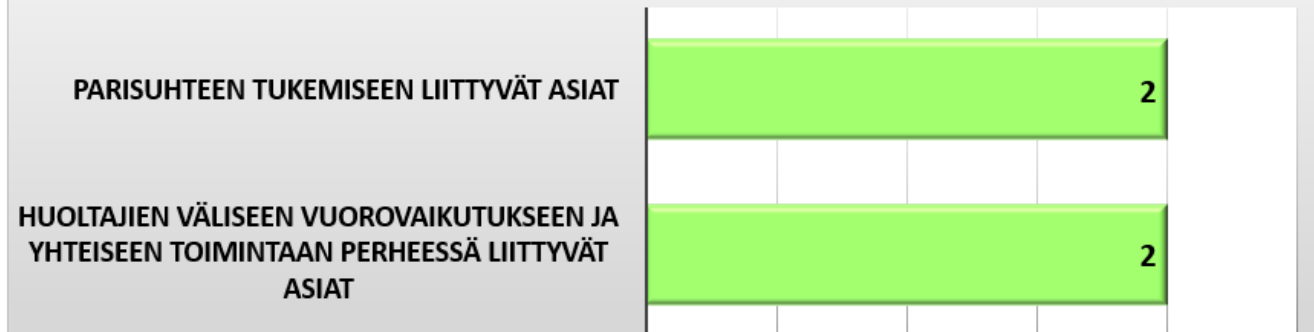 PARISUHTEEN TUKEMISEEN LIITTYVÄT ASIAT
2
HUOLTAJIEN VÄLISEEN VUOROVAIKUTUKSEEN JA
YHTEISEEN TOIMINTAAN PERHEESSÄ LIITTYVÄT
ASIAT
2